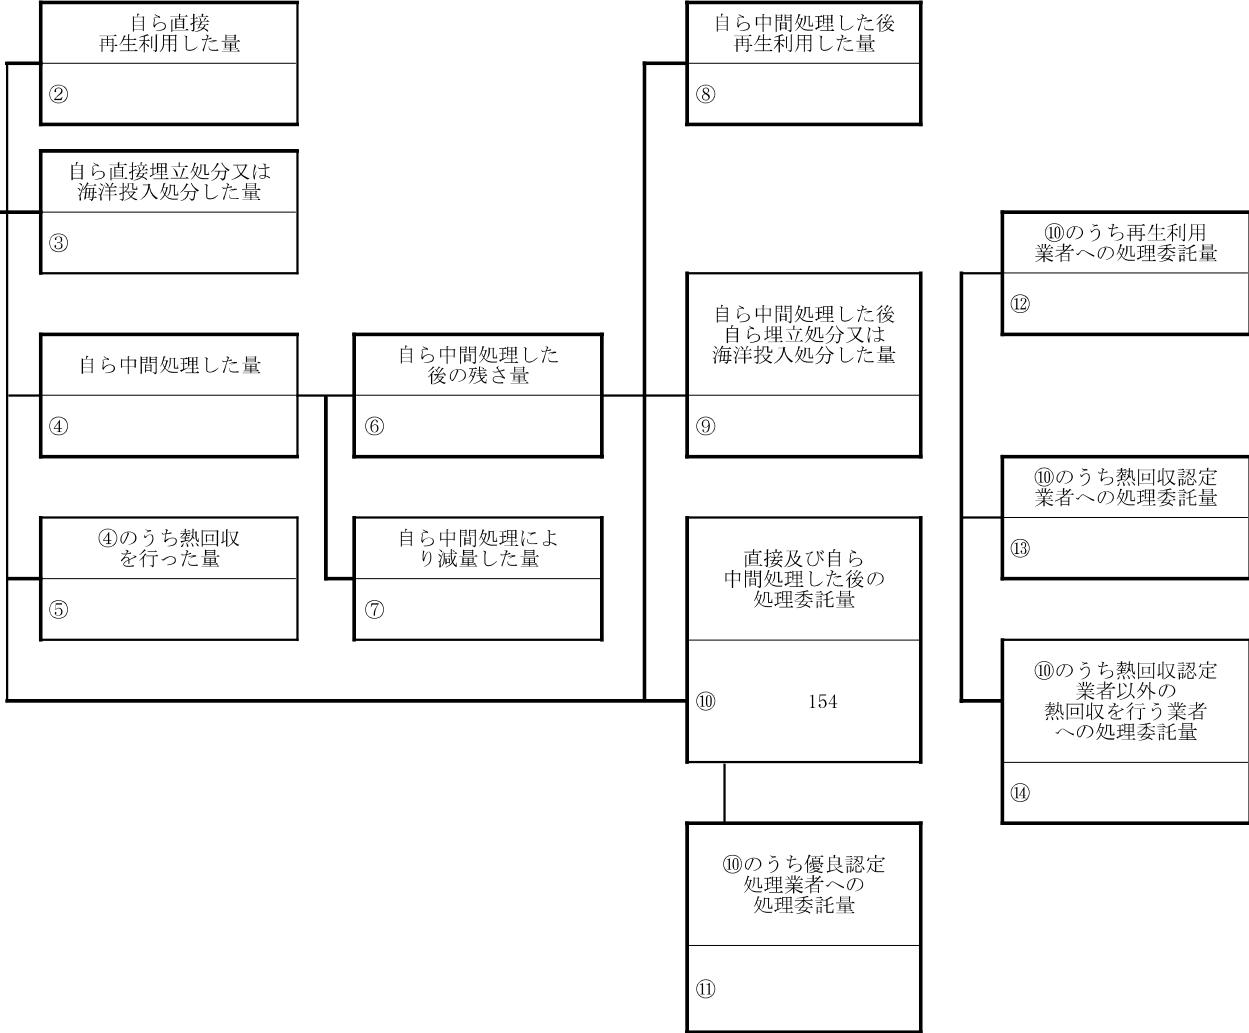 自ら直接
再生利用した量
②
自ら中間処理した後
再生利用した量
⑧
自ら直接埋立処分又は
海洋投入処分した量
③
⑩のうち再生利用
業者への処理委託量
⑫
自ら中間処理した量
④
自ら中間処理した
後の残さ量
⑥
自ら中間処理した後
自ら埋立処分又は
海洋投入処分した量
⑨
⑩のうち熱回収認定
業者への処理委託量
⑬
④のうち熱回収
を行った量
⑤
自ら中間処理によ
り減量した量
⑦
直接及び自ら
中間処理した後の
処理委託量
⑩ 154
⑩のうち熱回収認定
業者以外の
熱回収を行う業者
への処理委託量
⑭
⑩のうち優良認定
処理業者への
処理委託量
⑪